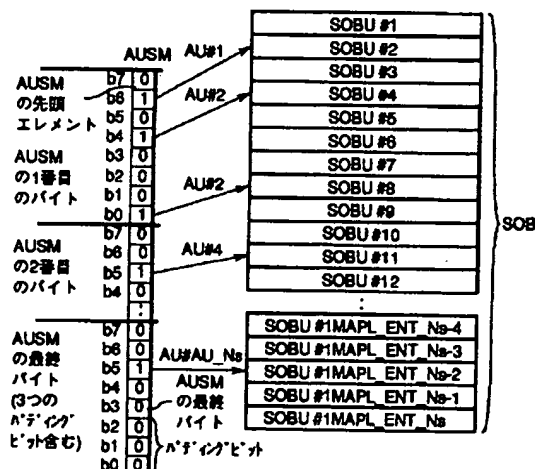 AUSM
AUSM
の先頭
エレメント
AUSM
の1番目
のバイト
b7 0
b6 1
b5 0
b4 1
b3 0
b2 0
b1 0
b0 1
AUSM
の2番目
のバイト
b7 0
b6 0
b5 1
b4 0
:
AUSM
の最終
バイト
(3つの
パディング
ビット含む)
b7 0
b6 0
b5 1
b4 0
b3 0
b2 0
b1 0
b0 0
AUSM
の最終
バイト
パディングビット
AU#1
AU#2
AU#2
AU#4
AU#AU_Ns
SOBU #1
SOBU #2
SOBU #3
SOBU #4
SOBU #5
SOBU #6
SOBU #7
SOBU #8
SOBU #9
SOBU #10
SOBU #11
SOBU #12
:
SOBU #1MAPL_ENT_Ns-4
SOBU #1MAPL_ENT_Ns-3
SOBU #1MAPL_ENT_Ns-2
SOBU #1MAPL_ENT_Ns-1
SOBU #1MAPL_ENT_Ns
SOB